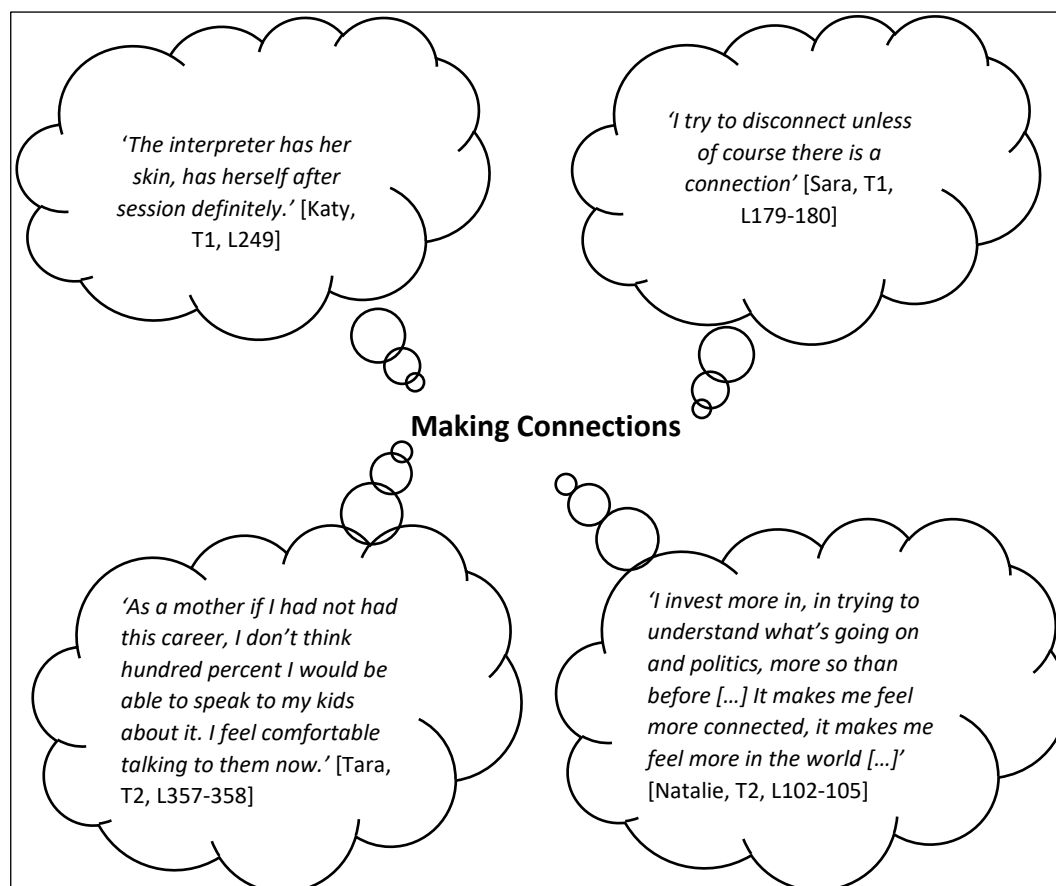 ‘The interpreter has her
skin, has herself after
session definitely.’ [Katy,
T1, L249]
‘I try to disconnect unless
of course there is a
connection’ [Sara, T1,
L179-180]
Making Connections
‘As a mother if I had not had
this career, I don’t think
hundred percent I would be
able to speak to my kids
about it. I feel comfortable
talking to them now.’ [Tara,
T2, L357-358]
‘I invest more in, in trying to
understand what’s going on
and politics, more so than
before […] It makes me feel
more connected, it makes me
feel more in the world […]’
[Natalie, T2, L102-105]